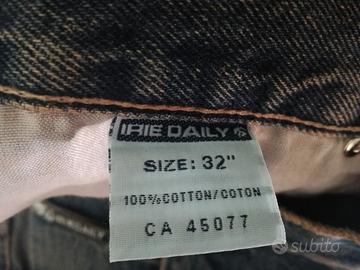 IRIE DAILY
SIZE: 32"
100% COTTON/COTON
CA 45077
subito